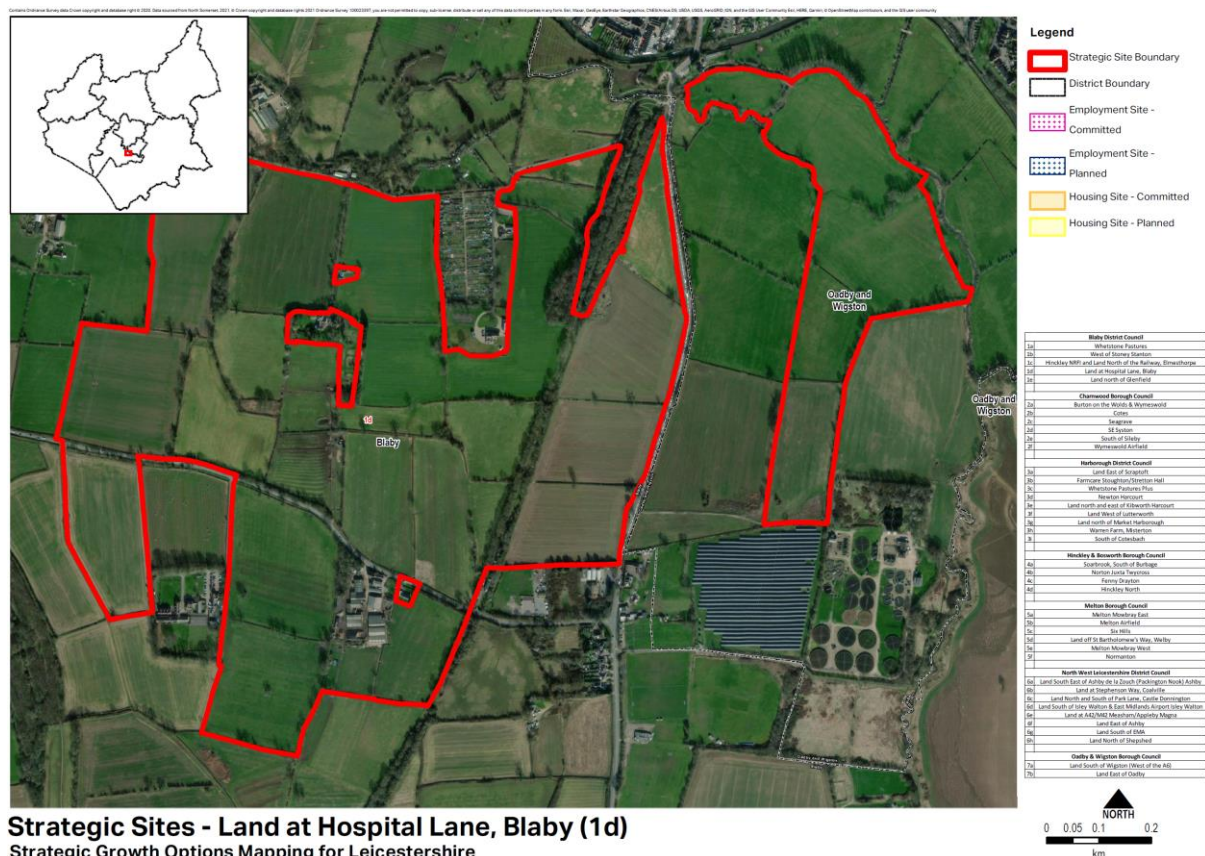 Legend
Strategic Site Boundary
District Boundary
Employment Site -
Committed
Employment Site -
Planned
Housing Site - Committed
Housing Site - Planned
Oadby and
Wigston
Oadby and
Wigston
1d
Blaby
Blaby District Council
1a Whetstone Pastures
1b West of Stoney Stanton
1c Hinckley NRFI and Land North of the Railway, Elmesthorpe
1d Land at Hospital Lane, Blaby
1e Land north of Glenfield
Charnwood Borough Council
2a Burton on the Wolds & Wymeswold
2b Cotes
2c Seagrave
2d SE Syston
2e South of Sileby
2f Wymeswold Airfield
Harborough District Council
3a Land East of Scraptoft
3b Farmcare Stoughton/Stretton Hall
3c Whetstone Pastures Plus
3d Newton Harcourt
3e Land north and east of Kibworth Harcourt
3f Land West of Lutterworth
3g Land north of Market Harborough
3h Warren Farm, Misterton
3i South of Cotesbach
Hinckley & Bosworth Borough Council
4a Soarbrook, South of Burbage
4b Norton Juxta Twycross
4c Fenny Drayton
4d Hinckley North
Melton Borough Council
5a Melton Mowbray East
5b Melton Airfield
5c Six Hills
5d Land off St Bartholomew's Way, Welby
5e Melton Mowbray West
5f Normanton
North West Leicestershire District Council
6a Land South East of Ashby de la Zouch (Packington Nook) Ashby
6b Land at Stephenson Way, Coalville
6c Land North and South of Park Lane, Castle Donnington
6d Land South of Isley Walton & East Midlands Airport Isley Walton
6e Land at A42/M42 Measham/Appleby Magna
6f Land East of Ashby
6g Land South of EMA
6h Land North of Shepshed
Oadby & Wigston Borough Council
7a Land South of Wigston (West of the A6)
7b Land East of Oadby
NORTH
0 0.05 0.1 0.2
km
Strategic Sites - Land at Hospital Lane, Blaby (1d)
Strategic Growth Options Mapping for Leicestershire